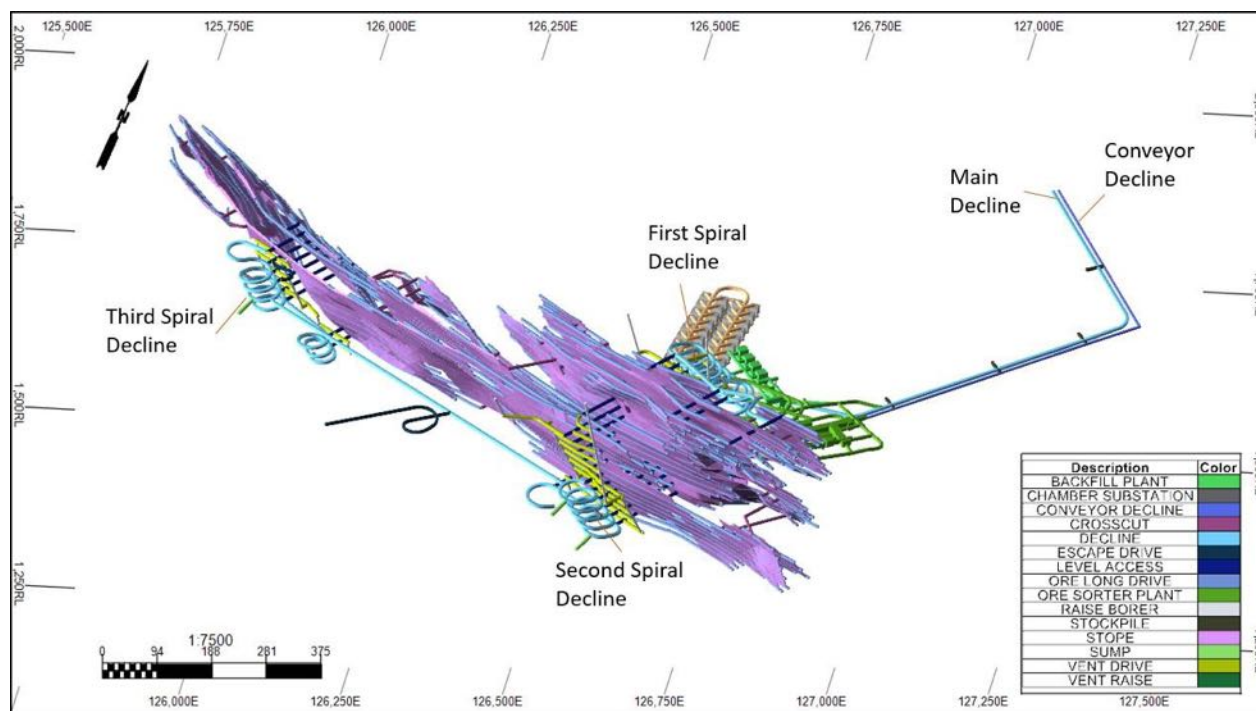 125,500E 125,750E 126,000E 126,250E 126,500E 126,750E 127,000E 127,250E
2,000RL
N
Conveyor
Decline
Main
Decline
1,750RL
First Spiral
Decline
Third Spiral
Decline
1,500RL
Description Color
BACKFILL PLANT
CHAMBER SUBSTATION
CONVEYOR DECLINE
CROSSCUT
DECLINE
ESCAPE DRIVE
LEVEL ACCESS
ORE LONG DRIVE
ORE SORTER PLANT
RAISE BORER
STOCKPILE
STOPE
SUMP
VENT DRIVE
VENT RAISE
Second Spiral
Decline
1,250RL
1:7500
0 94 188 281 375
126,000E 126,250E 126,500E 126,750E 127,000E 127,250E 127,500E